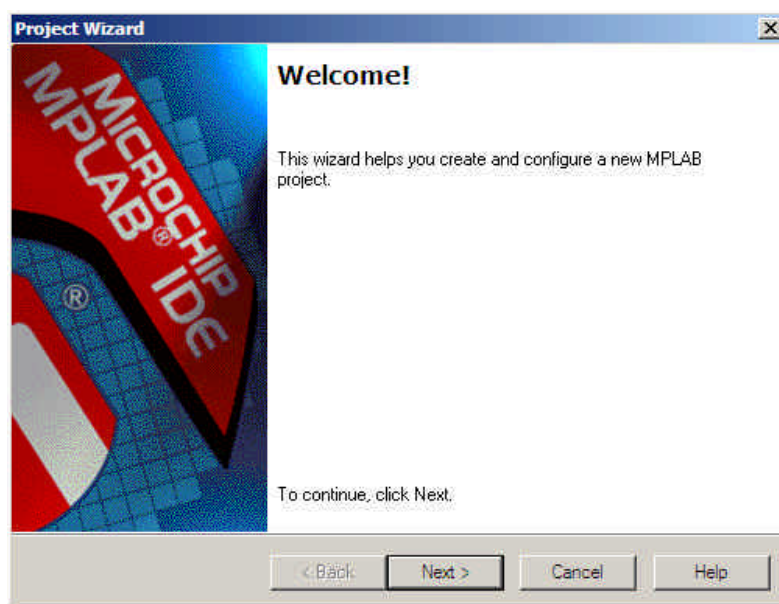 Project Wizard
MICROCHIP
MPLAB® IDE
®
Welcome!
This wizard helps you create and configure a new MPLAB
project.
To continue, click Next.
< Back
Next >
Cancel
Help